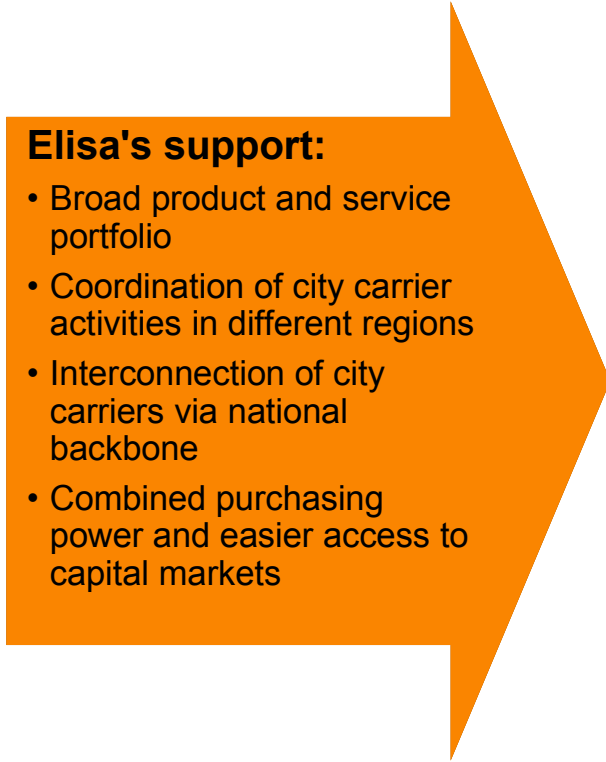 Elisa's support:
• Broad product and service
portfolio
• Coordination of city carrier
activities in different regions
• Interconnection of city
carriers via national
backbone
• Combined purchasing
power and easier access to
capital markets